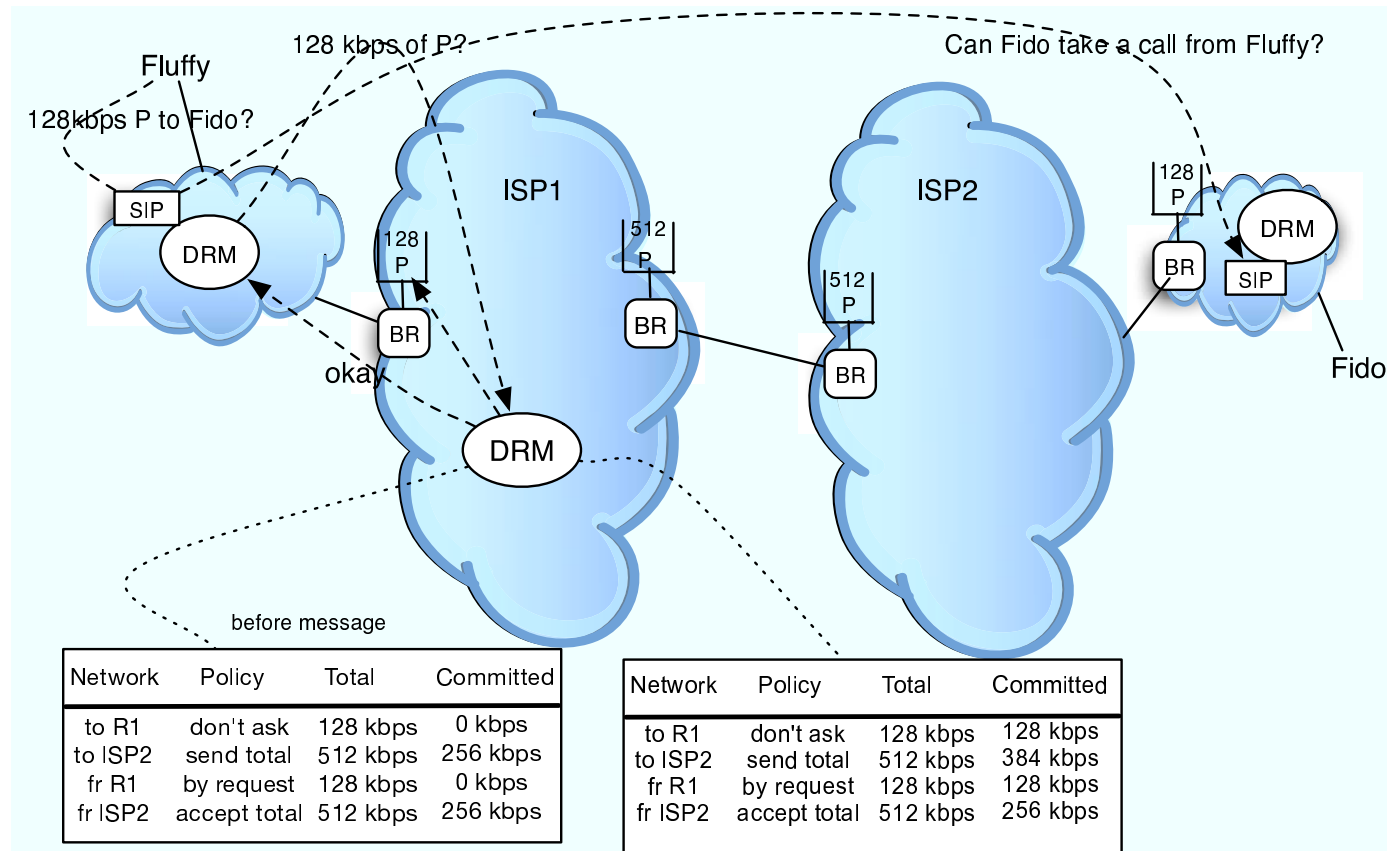 128 kbps of P?
Can Fido take a call from Fluffy?
Fluffy
128kbps P to Fido?
SIP
DRM
ISP1
ISP2
128
P
512
P
128
P
BR
BR
512
P
BR
BR
DRM
SIP
Fido
okay
DRM
before message
Network Policy Total Committed
to R1 don't ask 128 kbps 0 kbps
to ISP2 send total 512 kbps 256 kbps
fr R1 by request 128 kbps 0 kbps
fr ISP2 accept total 512 kbps 256 kbps
Network Policy Total Committed
to R1 don't ask 128 kbps 128 kbps
to ISP2 send total 512 kbps 384 kbps
fr R1 by request 128 kbps 128 kbps
fr ISP2 accept total 512 kbps 256 kbps